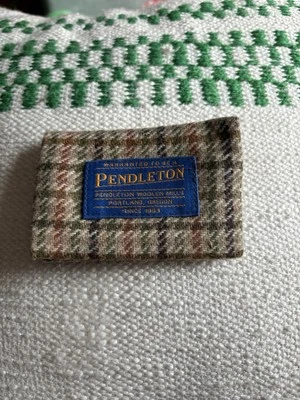 WARRANTED TO BE A
PENDLETON
PENDLETON WOOLEN MILLS
PORTLAND, OREGON
SINCE 1863